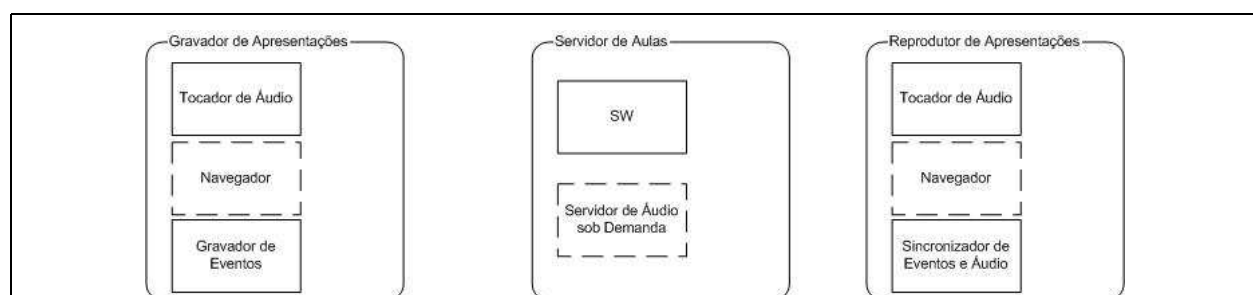 Gravador de Apresentações
Tocador de Áudio
Navegador
Gravador de
Eventos
Servidor de Aulas
SW
Servidor de Áudio
sob Demanda
Reprodutor de Apresentações
Tocador de Áudio
Navegador
Sincronizador de
Eventos e Áudio